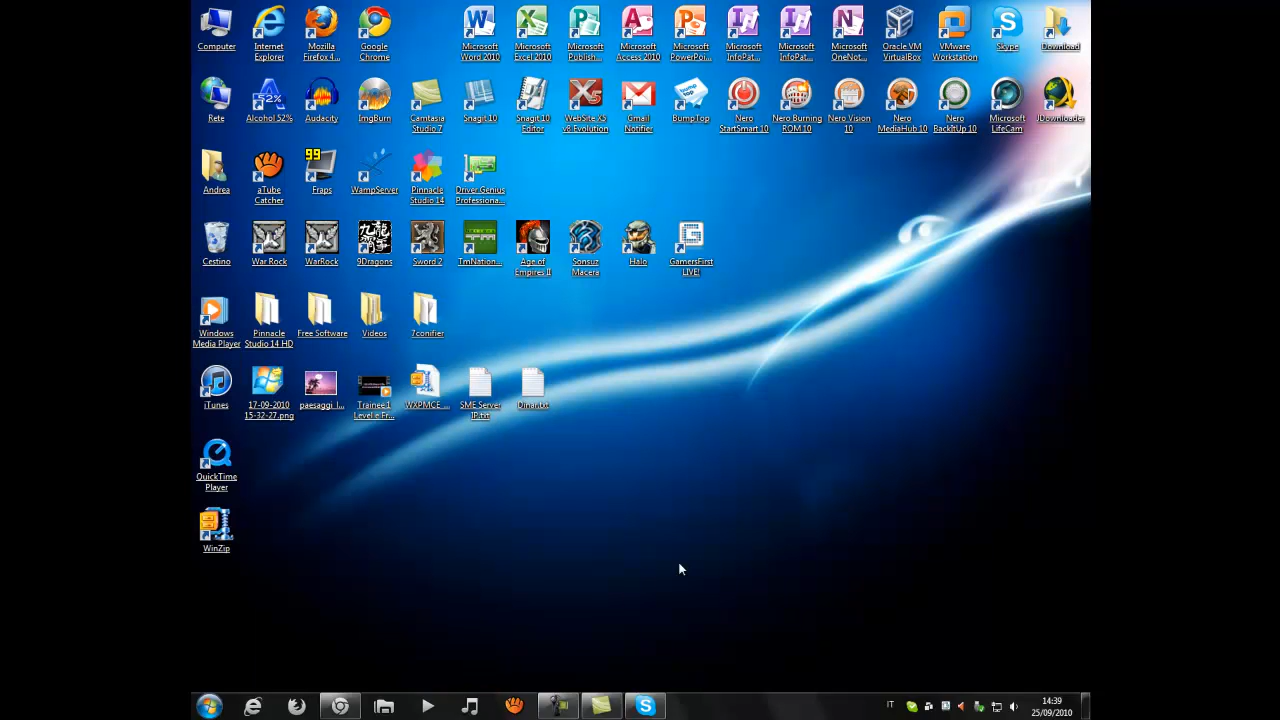 Computer
Internet
Explorer
Mozilla
Firefox 4...
Google
Chrome
Microsoft
Word 2010
Microsoft
Excel 2010
Microsoft
Publish...
Microsoft
Access 2010
Microsoft
PowerPoi...
Microsoft
InfoPat...
Microsoft
InfoPat...
Microsoft
OneNot...
Oracle VM
VirtualBox
VMware
Workstation
Skype
Download
Rete
52%
Alcohol 52%
Audacity
ImgBurn
Camtasia
Studio 7
Snagit 10
Snagit 10
Editor
WebSite X5
v8 Evolution
Gmail
Notifier
bump
top
BumpTop
Nero
StartSmart 10
Nero Burning
ROM 10
Nero Vision
10
Nero
MediaHub 10
Nero
BackItUp 10
Microsoft
LifeCam
JDownloader
Andrea
aTube
Catcher
99
Fraps
WampServer
Pinnacle
Studio 14
Driver Genius
Professiona...
Cestino
War Rock
WarRock
9Dragons
Sword 2
TmNation...
Age of
Empires II
Sonsuz
Macera
Halo
GamersFirst
LIVE!
Windows
Media Player
Pinnacle
Studio 14 HD
Free Software
Videos
7conifier
iTunes
17-09-2010
15-32-27.png
paesaggi_l...
Trainee1
Level e Fr...
WXPMCE_...
SME Server
IP.txt
Dinar.txt
QuickTime
Player
WinZip
IT
14:39
25/09/2010